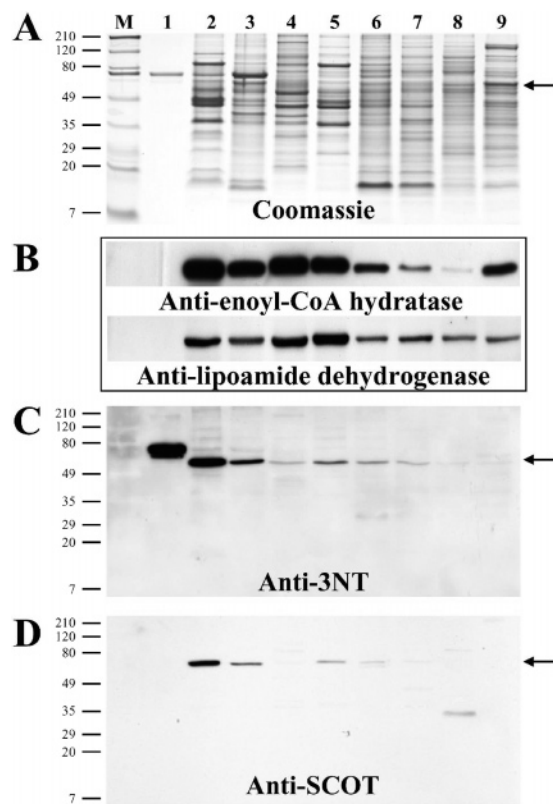 A
M 1 2 3 4 5 6 7 8 9
210
120
80
49
35
29
20
7
Coomassie
B
Anti-enoyl-CoA hydratase
Anti-lipoamide dehydrogenase
C
210
120
80
49
35
29
20
7
Anti-3NT
D
210
120
80
49
35
29
20
7
Anti-SCOT